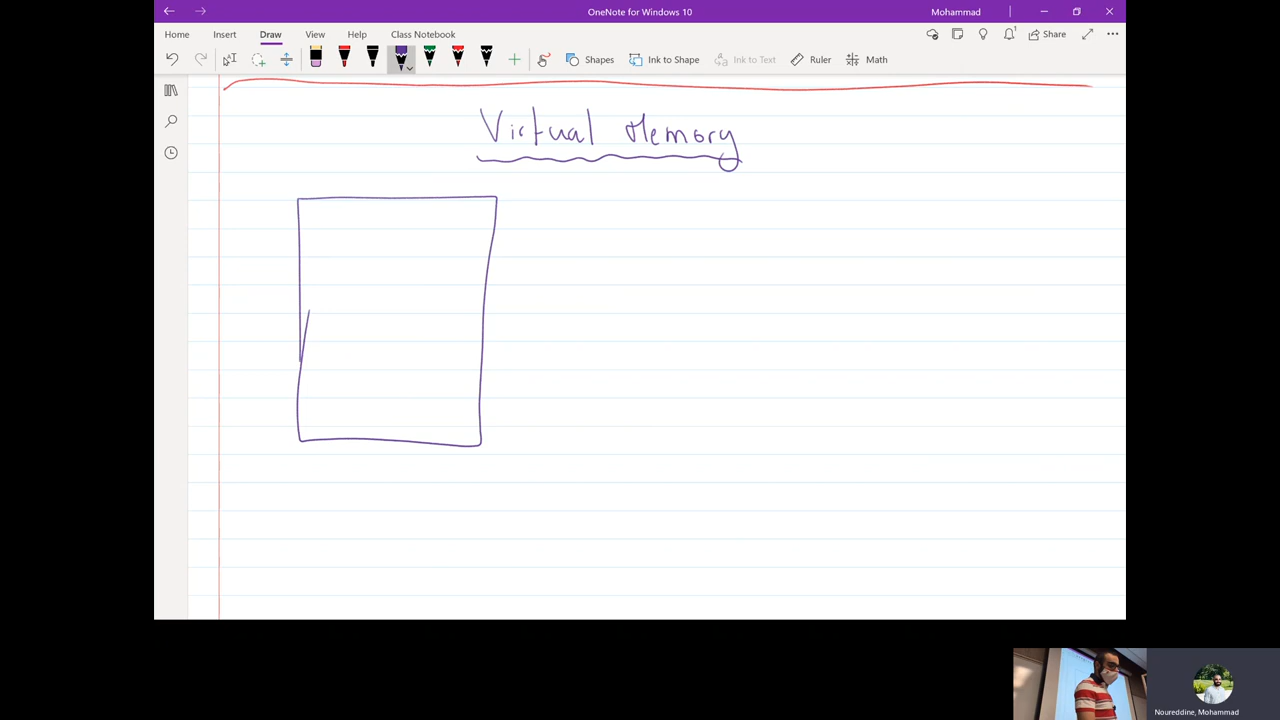 OneNote for Windows 10
Mohammad
Home Insert Draw View Help Class Notebook
Share
Shapes Ink to Shape Ink to Text Ruler Math
Virtual Memory
Noureddine, Mohammad